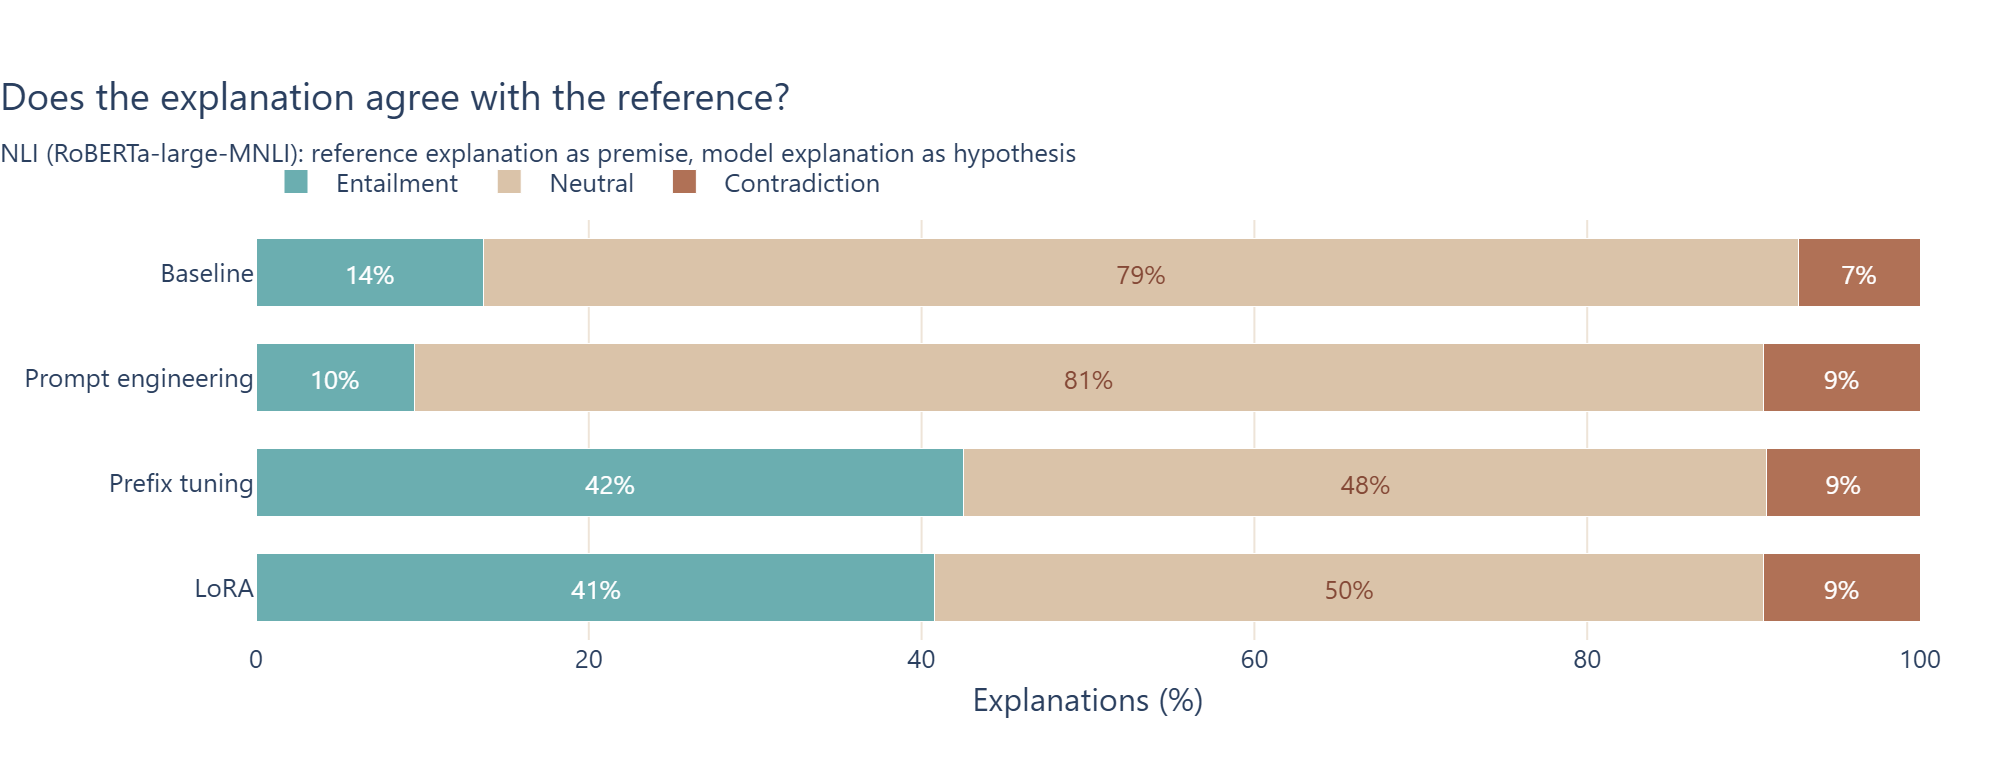 Does the explanation agree with the reference?
NLI (RoBERTa-large-MNLI): reference explanation as premise, model explanation as hypothesis
Entailment Neutral Contradiction
Baseline 14% 79% 7%
Prompt engineering 10% 81% 9%
Prefix tuning 42% 48% 9%
LoRA 41% 50% 9%
0 20 40 60 80 100
Explanations (%)